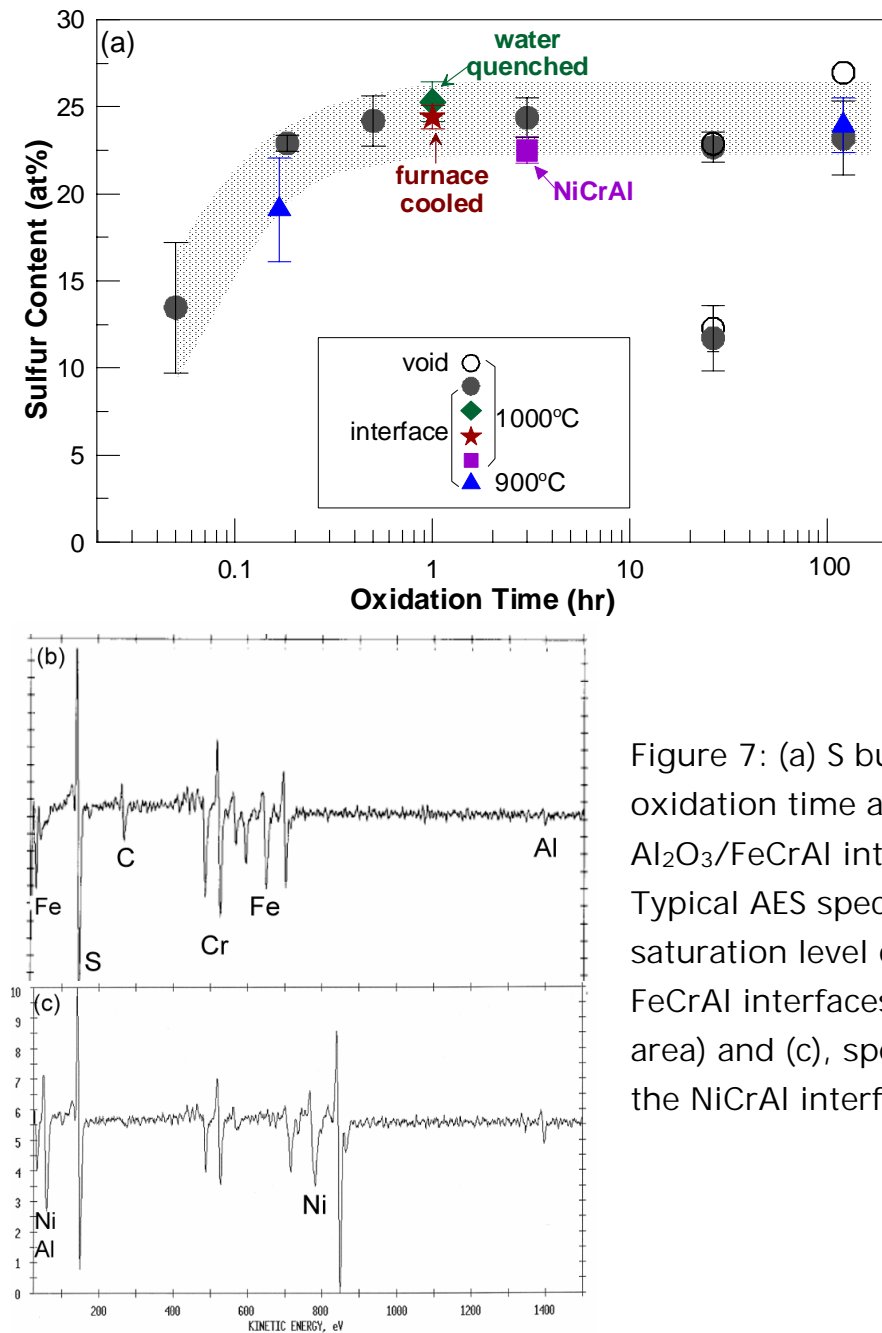 (a)
30
25
20
15
10
5
0
Sulfur Content (at%)
water
quenched
furnace
cooled
NiCrAl
void
interface
1000°C
900°C
0.1
1
10
100
Oxidation Time (hr)
(b)
Fe
S
C
Cr
Fe
Al
(c)
10
9
8
7
6
5
4
3
2
1
0
Ni
Al
Ni
200
400
600
800
1000
1200
1400
KINETIC ENERGY, eV
Figure 7: (a) S bu
oxidation time a
Al₂O₃/FeCrAl int
Typical AES spec
saturation level
FeCrAl interfaces
area) and (c), spe
the NiCrAl interf